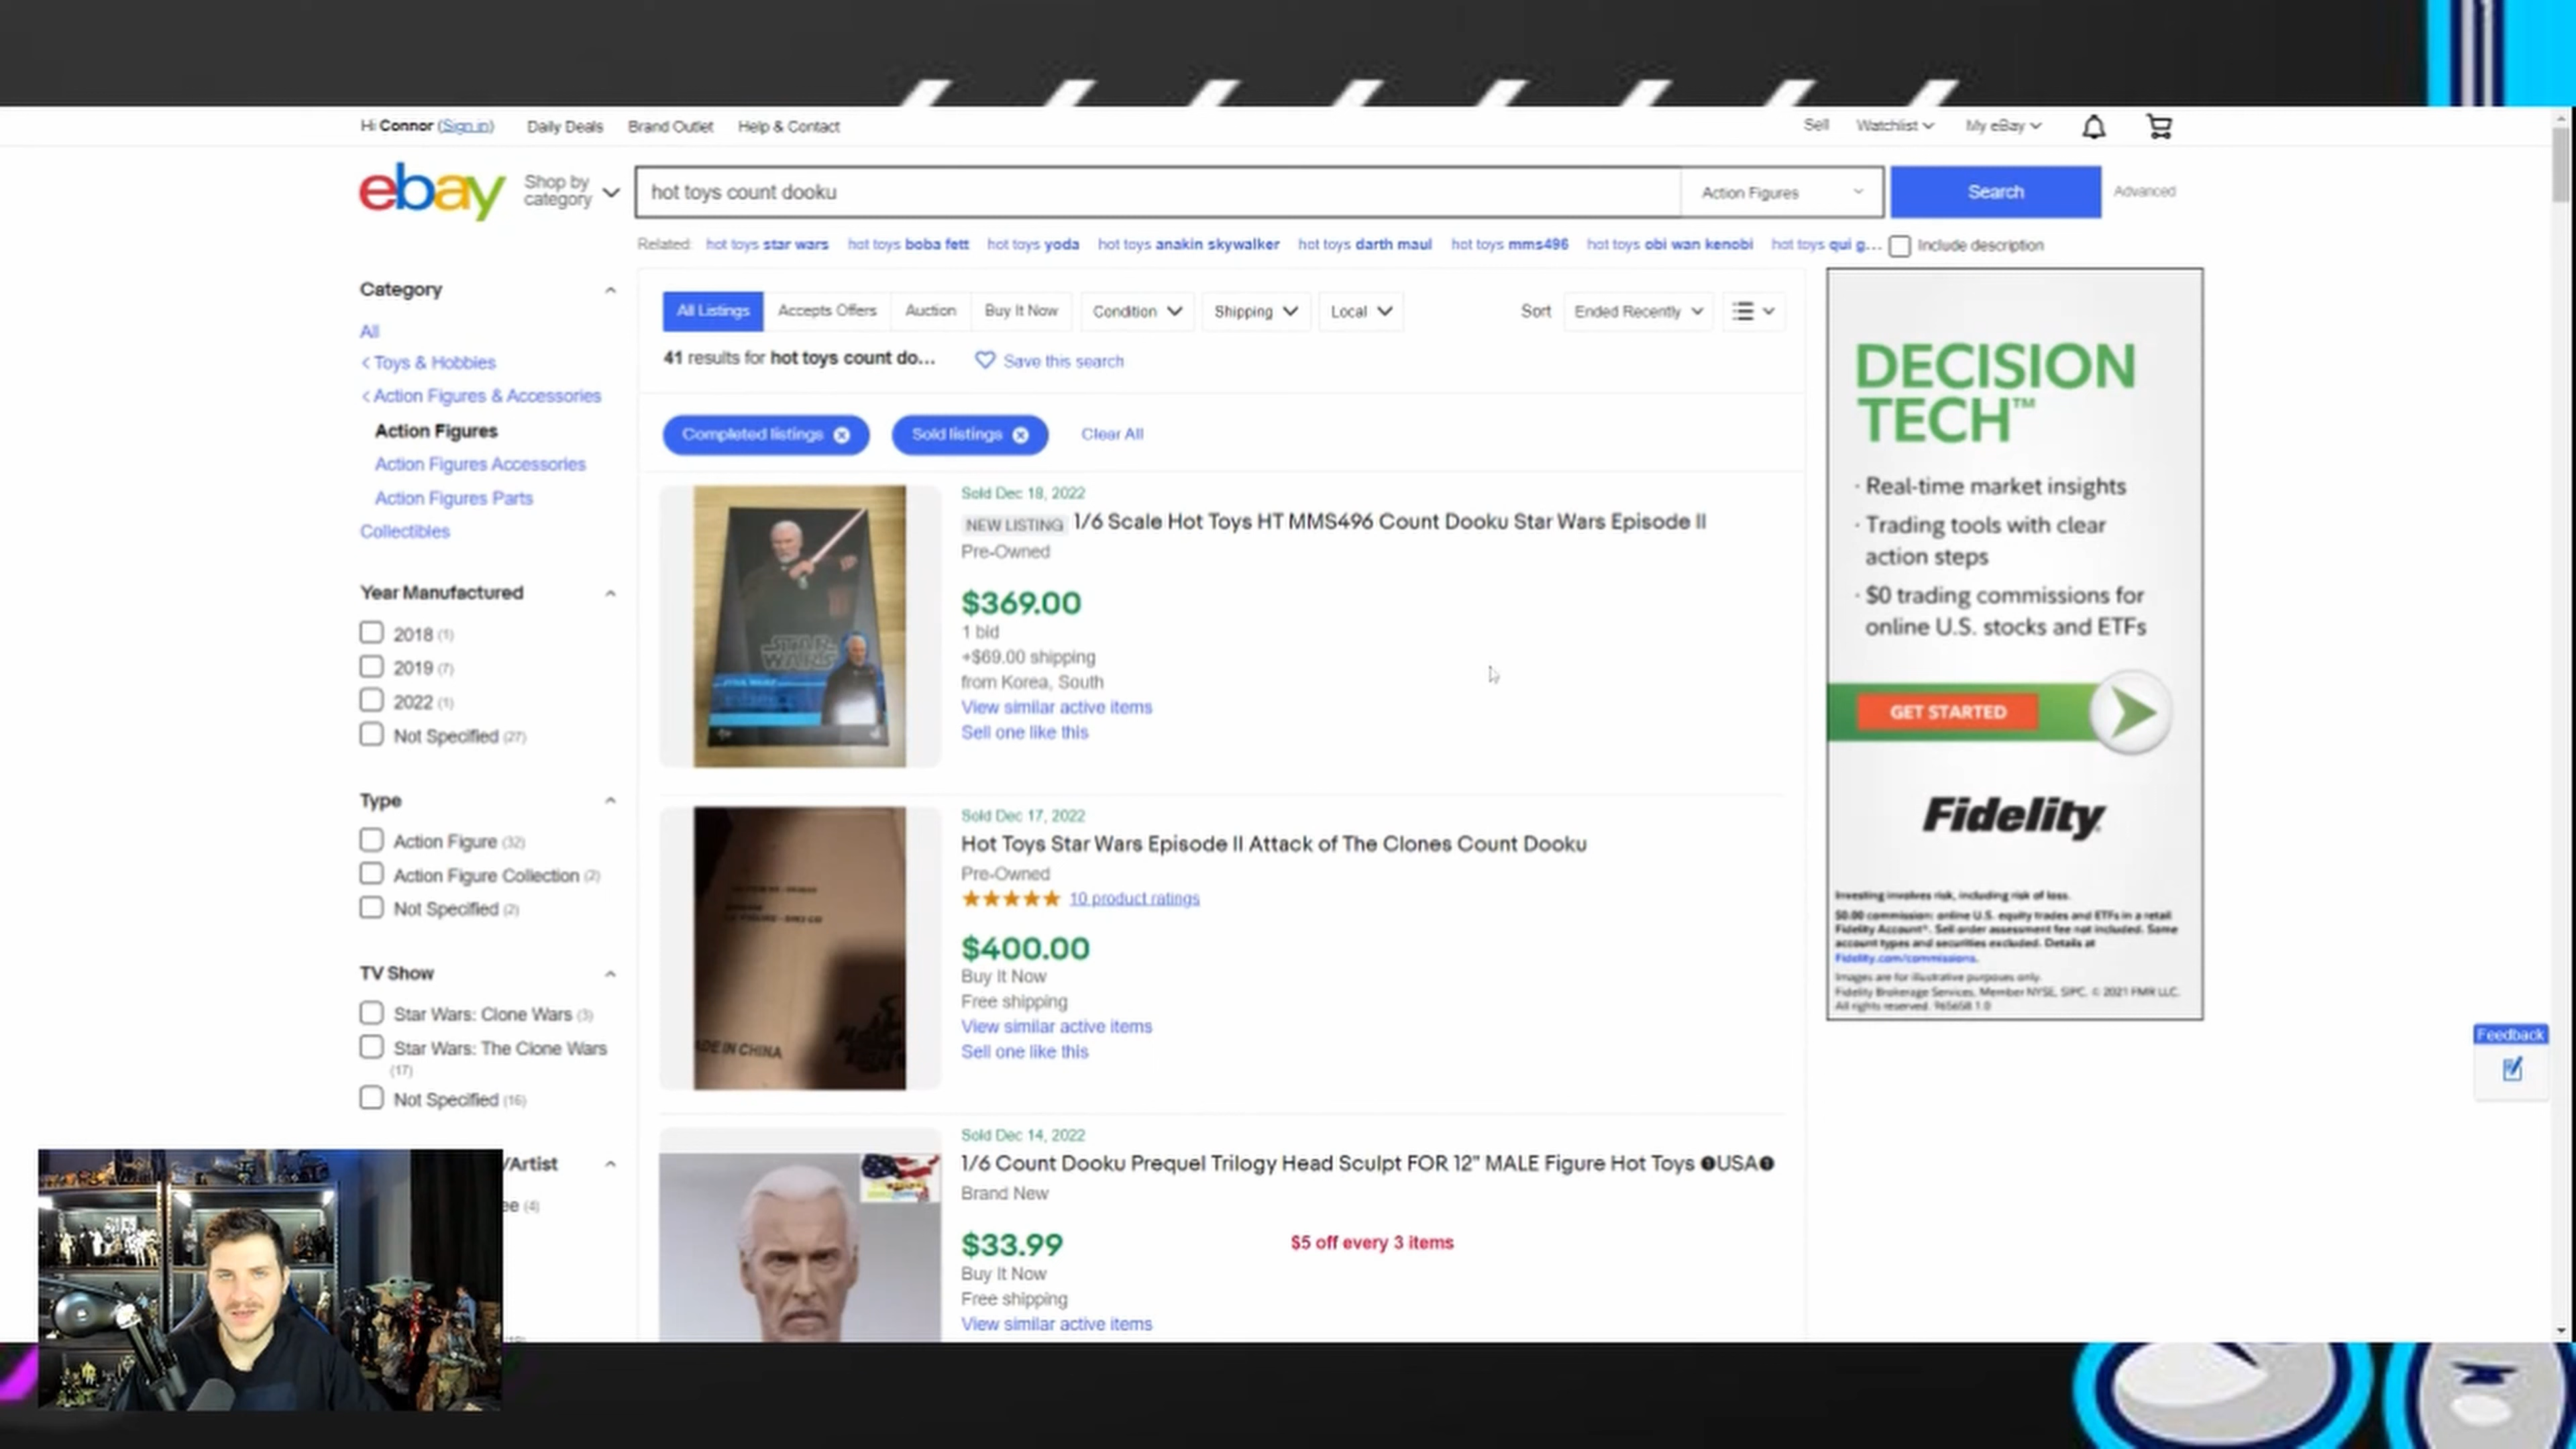 Hi Connor (Sign in) Daily Deals Brand Outlet Help & Contact
Sell Watchlist My eBay
ebay
Shop by
category
hot toys count dooku
Action Figures
Search
Advanced
Related: hot toys star wars hot toys boba fett hot toys yoda hot toys anakin skywalker hot toys darth maul hot toys mms496 hot toys obi wan kenobi hot toys qui g...
Include description
Category
All
< Toys & Hobbies
< Action Figures & Accessories
Action Figures
Action Figures Accessories
Action Figures Parts
Collectibles
Year Manufactured
2018 (1)
2019 (7)
2022 (1)
Not Specified (27)
Type
Action Figure (32)
Action Figure Collection (2)
Not Specified (2)
TV Show
Star Wars: Clone Wars (3)
Star Wars: The Clone Wars
(17)
Not Specified (16)
/Artist
ee (4)
All Listings Accepts Offers Auction Buy It Now Condition Shipping Local
Sort Ended Recently
41 results for hot toys count do...
Save this search
Completed listings
Sold listings
Clear All
Sold Dec 18, 2022
NEW LISTING 1/6 Scale Hot Toys HT MMS496 Count Dooku Star Wars Episode II
Pre-Owned
$369.00
1 bid
+$69.00 shipping
from Korea, South
View similar active items
Sell one like this
STAR
WARS
Sold Dec 17, 2022
Hot Toys Star Wars Episode II Attack of The Clones Count Dooku
Pre-Owned
10 product ratings
$400.00
Buy It Now
Free shipping
View similar active items
Sell one like this
ADE IN CHINA
Sold Dec 14, 2022
1/6 Count Dooku Prequel Trilogy Head Sculpt FOR 12" MALE Figure Hot Toys ❶USA❶
Brand New
$33.99
$5 off every 3 items
Buy It Now
Free shipping
View similar active items
DECISION
TECH™
· Real-time market insights
· Trading tools with clear
action steps
· $0 trading commissions for
online U.S. stocks and ETFs
GET STARTED
Fidelity
Investing involves risk, including risk of loss.
$0.00 commission: online U.S. equity trades and ETFs in a retail
Fidelity Account*. Sell order assessment fee not included. Some
account types and securities excluded. Details at
Fidelity.com/commissions.
Images are for illustrative purposes only.
Fidelity Brokerage Services, Member NYSE, SIPC. © 2021 FMR LLC.
All rights reserved.
Feedback